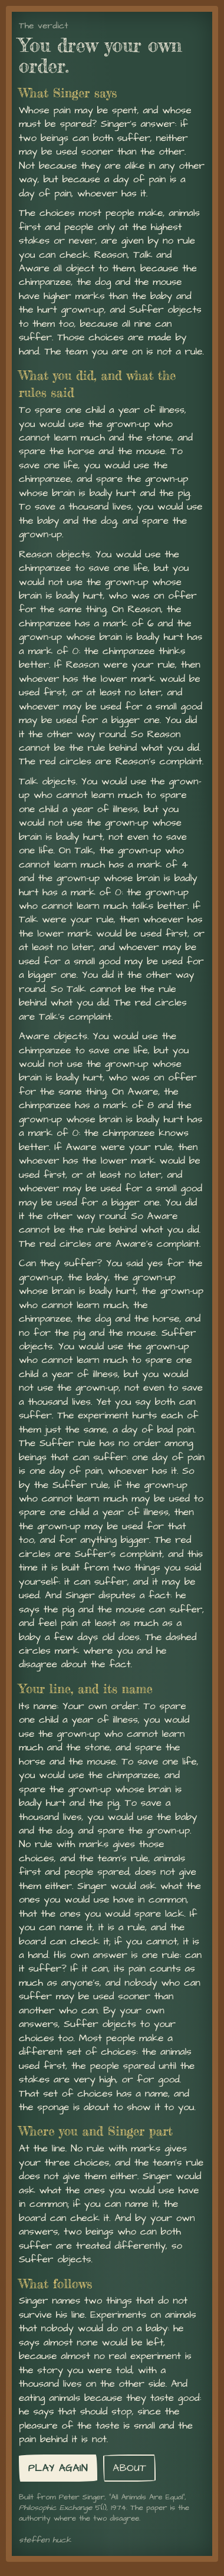 The verdict
You drew your own
order.
What Singer says
Whose pain may be spent, and whose
must be spared? Singer's answer: if
two beings can both suffer, neither
may be used sooner than the other.
Not because they are alike in any other
way, but because a day of pain is a
day of pain, whoever has it.
The choices most people make, animals
first and people only at the highest
stakes or never, are given by no rule
you can check. Reason, Talk and
Aware all object to them, because the
chimpanzee, the dog and the mouse
have higher marks than the baby and
the hurt grown-up, and Suffer objects
to them too, because all nine can
suffer. Those choices are made by
hand. The team you are on is not a rule.
What you did, and what the
rules said
To spare one child a year of illness,
you would use the grown-up who
cannot learn much and the stone, and
spare the horse and the mouse. To
save one life, you would use the
chimpanzee, and spare the grown-up
whose brain is badly hurt and the pig.
To save a thousand lives, you would use
the baby and the dog, and spare the
grown-up.
Reason objects. You would use the
chimpanzee to save one life, but you
would not use the grown-up whose
brain is badly hurt, who was on offer
for the same thing. On Reason, the
chimpanzee has a mark of 6 and the
grown-up whose brain is badly hurt has
a mark of 0: the chimpanzee thinks
better. If Reason were your rule, then
whoever has the lower mark would be
used first, or at least no later, and
whoever may be used for a small good
may be used for a bigger one. You did
it the other way round. So Reason
cannot be the rule behind what you did.
The red circles are Reason's complaint.
Talk objects. You would use the grown-
up who cannot learn much to spare
one child a year of illness, but you
would not use the grown-up whose
brain is badly hurt, not even to save
one life. On Talk, the grown-up who
cannot learn much has a mark of 4
and the grown-up whose brain is badly
hurt has a mark of 0: the grown-up
who cannot learn much talks better. If
Talk were your rule, then whoever has
the lower mark would be used first, or
at least no later, and whoever may be
used for a small good may be used for
a bigger one. You did it the other way
round. So Talk cannot be the rule
behind what you did. The red circles
are Talk's complaint.
Aware objects. You would use the
chimpanzee to save one life, but you
would not use the grown-up whose
brain is badly hurt, who was on offer
for the same thing. On Aware, the
chimpanzee has a mark of 8 and the
grown-up whose brain is badly hurt has
a mark of 0: the chimpanzee knows
better. If Aware were your rule, then
whoever has the lower mark would be
used first, or at least no later, and
whoever may be used for a small good
may be used for a bigger one. You did
it the other way round. So Aware
cannot be the rule behind what you did.
The red circles are Aware's complaint.
Can they suffer? You said yes for the
grown-up, the baby, the grown-up
whose brain is badly hurt, the grown-up
who cannot learn much, the
chimpanzee, the dog and the horse, and
no for the pig and the mouse. Suffer
objects. You would use the grown-up
who cannot learn much to spare one
child a year of illness, but you would
not use the grown-up, not even to save
a thousand lives. Yet you say both can
suffer. The experiment hurts each of
them just the same, a day of bad pain.
The Suffer rule has no order among
beings that can suffer: one day of pain
is one day of pain, whoever has it. So
by the Suffer rule, if the grown-up
who cannot learn much may be used to
spare one child a year of illness, then
the grown-up may be used for that
too, and for anything bigger. The red
circles are Suffer's complaint, and this
time it is built from two things you said
yourself: it can suffer, and it may be
used. And Singer disputes a fact: he
says the pig and the mouse can suffer,
and feel pain at least as much as a
baby a few days old does. The dashed
circles mark where you and he
disagree about the fact.
Your line, and its name
Its name: Your own order. To spare
one child a year of illness, you would
use the grown-up who cannot learn
much and the stone, and spare the
horse and the mouse. To save one life,
you would use the chimpanzee, and
spare the grown-up whose brain is
badly hurt and the pig. To save a
thousand lives, you would use the baby
and the dog, and spare the grown-up.
No rule with marks gives those
choices, and the team's rule, animals
first and people spared, does not give
them either. Singer would ask what the
ones you would use have in common,
that the ones you would spare lack. If
you can name it, it is a rule, and the
board can check it; if you cannot, it is
a hand. His own answer is one rule: can
it suffer? If it can, its pain counts as
much as anyone's, and nobody who can
suffer may be used sooner than
another who can. By your own
answers, Suffer objects to your
choices too. Most people make a
different set of choices: the animals
used first, the people spared until the
stakes are very high, or for good.
That set of choices has a name, and
the sponge is about to show it to you.
Where you and Singer part
At the line. No rule with marks gives
your three choices, and the team's rule
does not give them either. Singer would
ask what the ones you would use have
in common; if you can name it, the
board can check it. And by your own
answers, two beings who can both
suffer are treated differently, so
Suffer objects.
What follows
Singer names two things that do not
survive his line. Experiments on animals
that nobody would do on a baby: he
says almost none would be left,
because almost no real experiment is
the story you were told, with a
thousand lives on the other side. And
eating animals because they taste good:
he says that should stop, since the
pleasure of the taste is small and the
pain behind it is not.
PLAY AGAIN
ABOUT
Built from Peter Singer, "All Animals Are Equal",
Philosophic Exchange 5(1), 1974. The paper is the
authority where the two disagree.
steffen huck